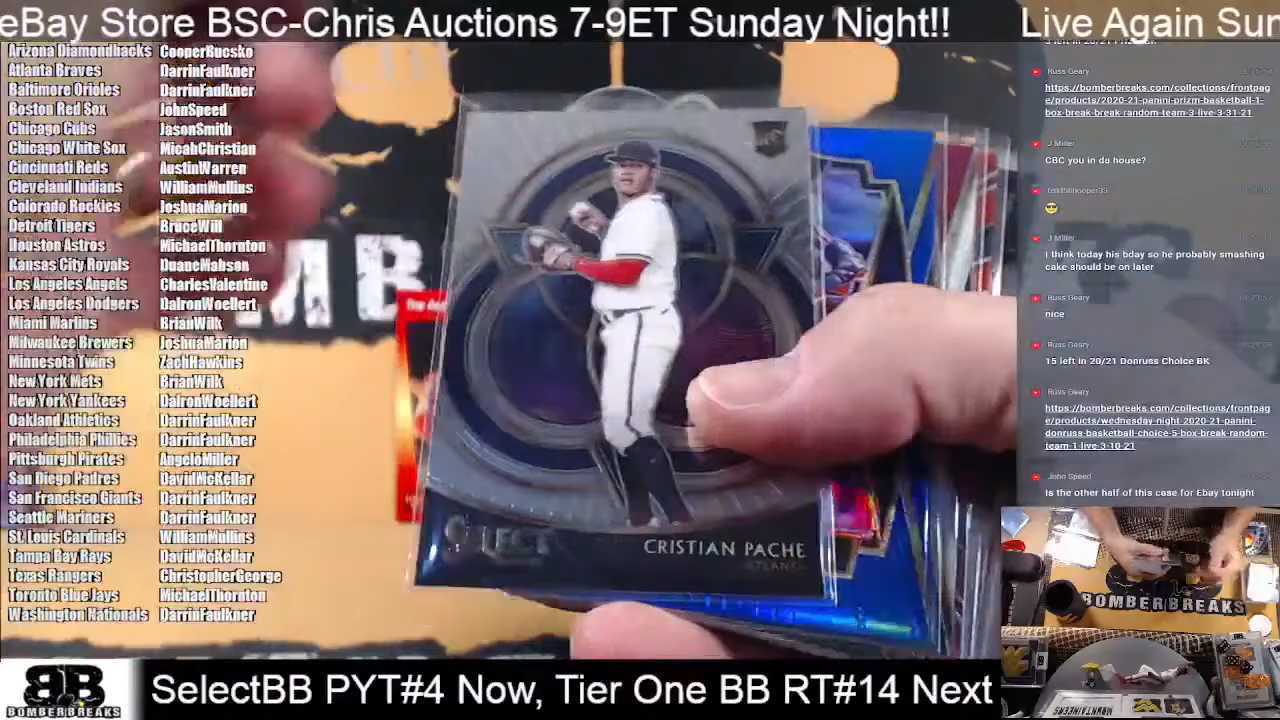 eBay Store BSC-Chris Auctions 7-9ET Sunday Night!! Live Again Sun
Arizona Diamondbacks CooperBuesko
Atlanta Braves DarrinFaulkner
Baltimore Orioles DarrinFaulkner
Boston Red Sox JohnSpeed
Chicago Cubs JasonSmith
Chicago White Sox MicahChristian
Cincinnati Reds AustinWarren
Cleveland Indians WilliamMullins
Colorado Rockies JoshuaMarion
Detroit Tigers BruceWill
Houston Astros MichaelThornton
Kansas City Royals DuaneMahson
Los Angeles Angels CharlesValentine
Los Angeles Dodgers DalronWoellert
Miami Marlins BrianWilk
Milwaukee Brewers JoshuaMarion
Minnesota Twins ZachHawkins
New York Mets BrianWilk
New York Yankees DalronWoellert
Oakland Athletics DarrinFaulkner
Philadelphia Phillies DarrinFaulkner
Pittsburgh Pirates AngeloMiller
San Diego Padres DavidMcKellar
San Francisco Giants DarrinFaulkner
Seattle Mariners DarrinFaulkner
St Louis Cardinals WilliamMullins
Tampa Bay Rays DavidMcKellar
Texas Rangers ChristopherGeorge
Toronto Blue Jays MichaelThornton
Washington Nationals DarrinFaulkner
MB
CRISTIAN PACHE
ATLANTA
Russ Geary
https://bomberbreaks.com/collections/frontpag
e/products/2020-21-panini-prizm-basketball-1-
box-break-break-random-team-3-live-3-31-21
J Miller
CBC you in da house?
bsktballhooper33
J Miller
I think today his bday so he probably smashing
cake should be on later
Russ Geary
nice
Russ Geary
15 left in 20/21 Donruss Choice BK
Russ Geary
https://bomberbreaks.com/collections/frontpag
e/products/wednesday-night-2020-21-panini-
donruss-basketball-choice-5-box-break-random-
team-1-live-3-10-21
John Speed
Is the other half of this case for Ebay tonight
BOMBERBREAKS
MOUNTAINEERS
BB
BOMBERBREAKS
SelectBB PYT#4 Now, Tier One BB RT#14 Next